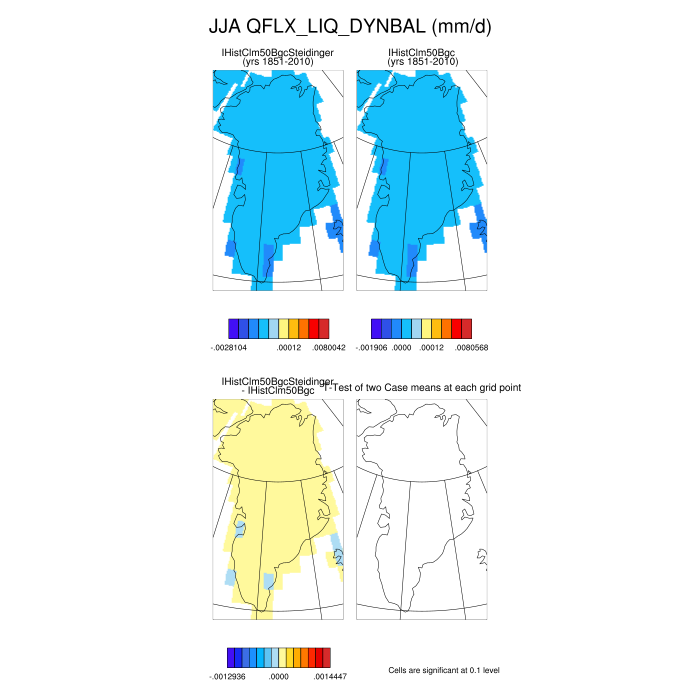 JJA QFLX_LIQ_DYNBAL (mm/d)
IHistClm50BgcSteidinger
(yrs 1851-2010)
IHistClm50Bgc
(yrs 1851-2010)
-.0028104 .00012 .0080042
-.001906 .0000 .00012 .0080568
IHistClm50BgcSteidinger
- IHistClm50Bgc
T-Test of two Case means at each grid point
-.0012936 .0000 .0014447
Cells are significant at 0.1 level